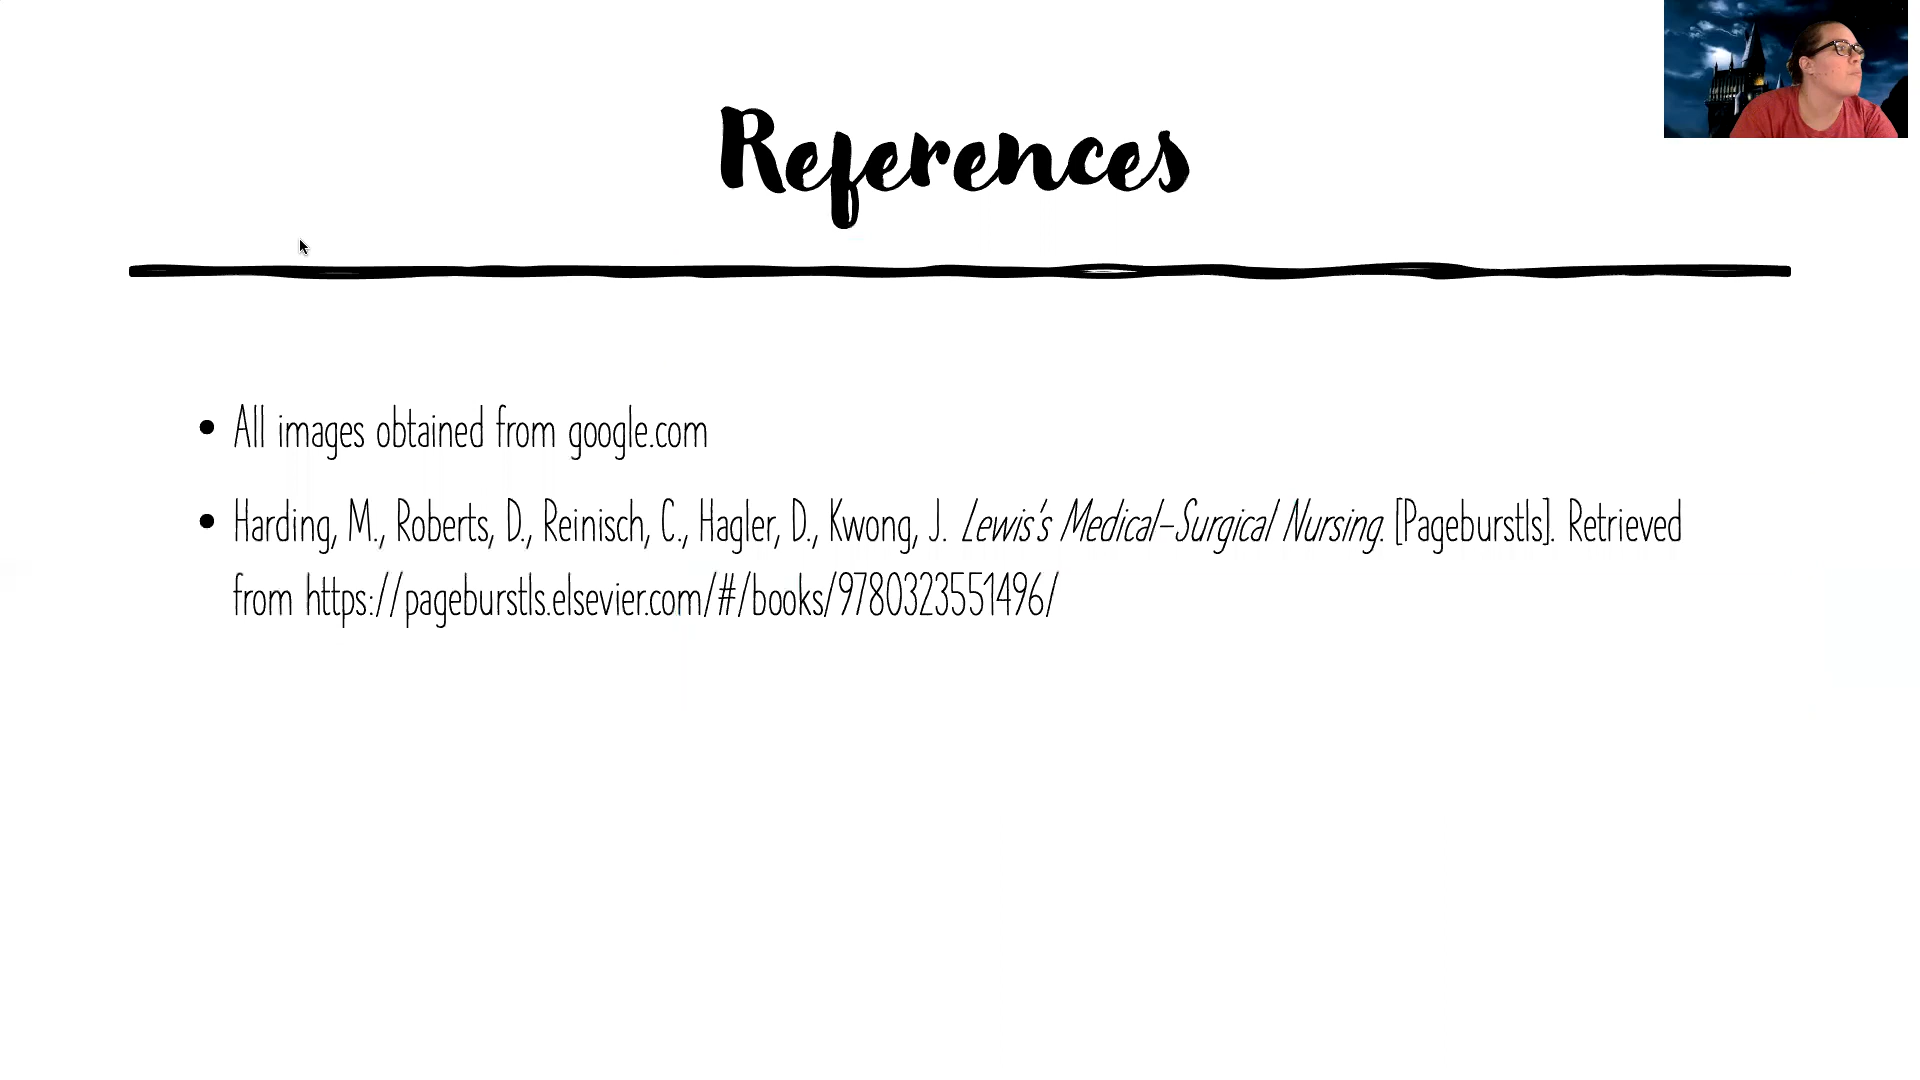 References
• All images obtained from google.com
• Harding, M., Roberts, D., Reinisch, C., Hagler, D., Kwong, J. Lewis's Medical-Surgical Nursing. [Pageburstls]. Retrieved
from https://pageburstls.elsevier.com/#/books/9780323551496/